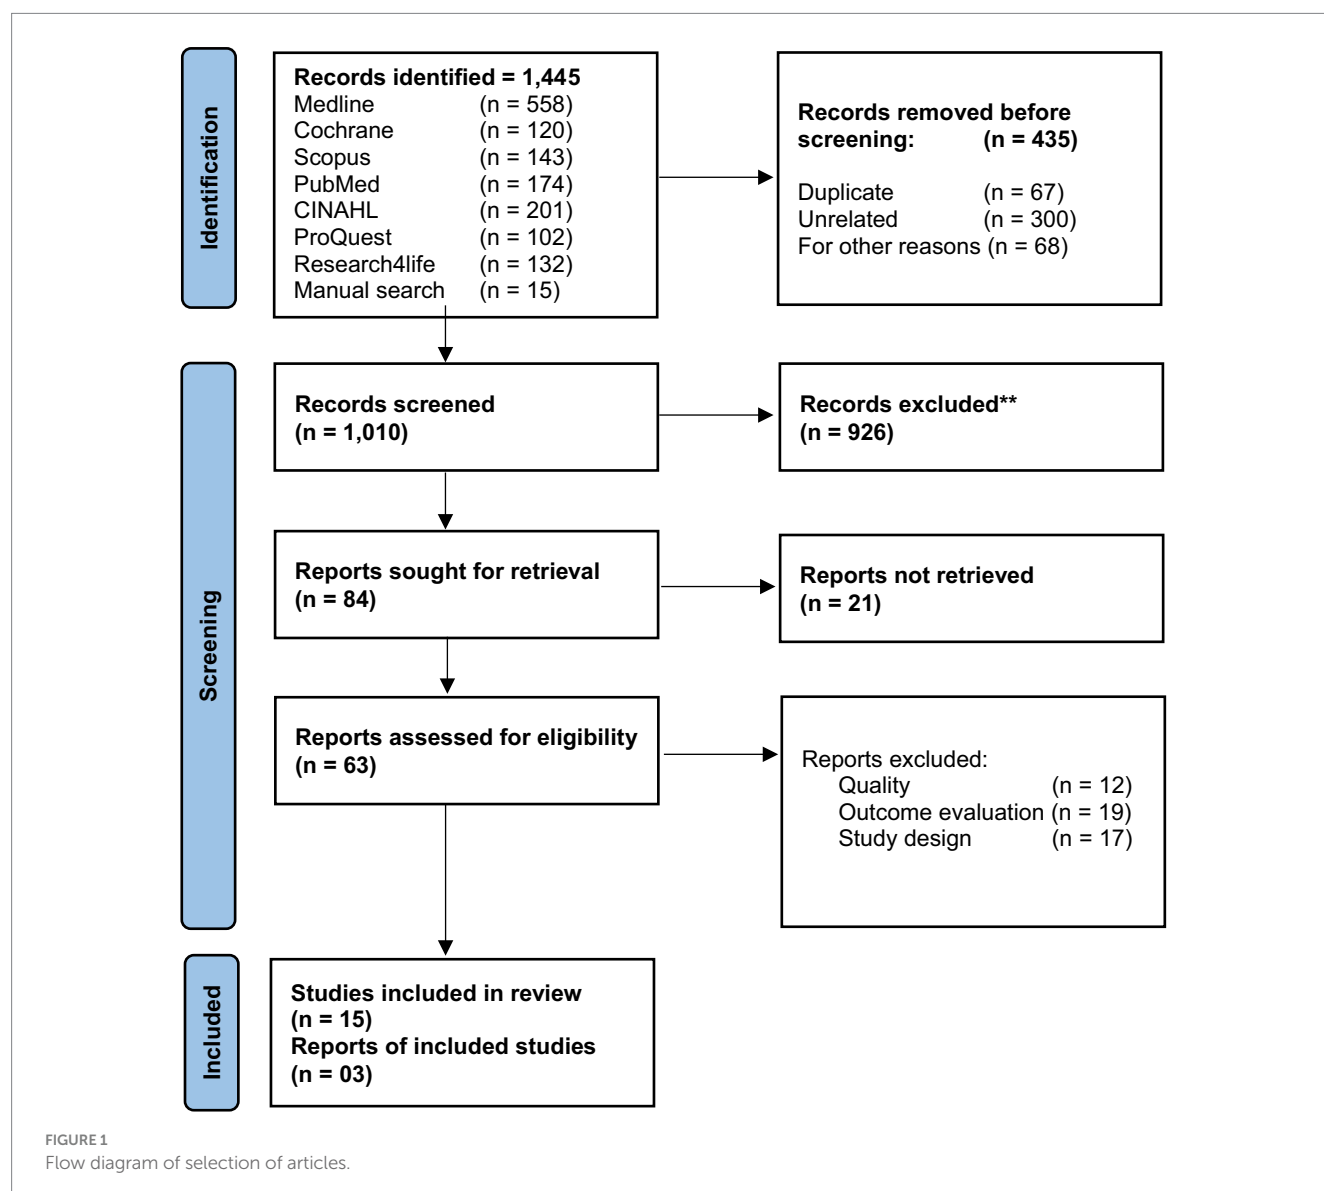 Identification
Records identified = 1,445
Medline (n = 558)
Cochrane (n = 120)
Scopus (n = 143)
PubMed (n = 174)
CINAHL (n = 201)
ProQuest (n = 102)
Research4life (n = 132)
Manual search (n = 15)
Records removed before
screening: (n = 435)
Duplicate (n = 67)
Unrelated (n = 300)
For other reasons (n = 68)
Screening
Records screened
(n = 1,010)
Records excluded**
(n = 926)
Reports sought for retrieval
(n = 84)
Reports not retrieved
(n = 21)
Reports assessed for eligibility
(n = 63)
Reports excluded:
Quality (n = 12)
Outcome evaluation (n = 19)
Study design (n = 17)
Included
Studies included in review
(n = 15)
Reports of included studies
(n = 03)
FIGURE 1
Flow diagram of selection of articles.